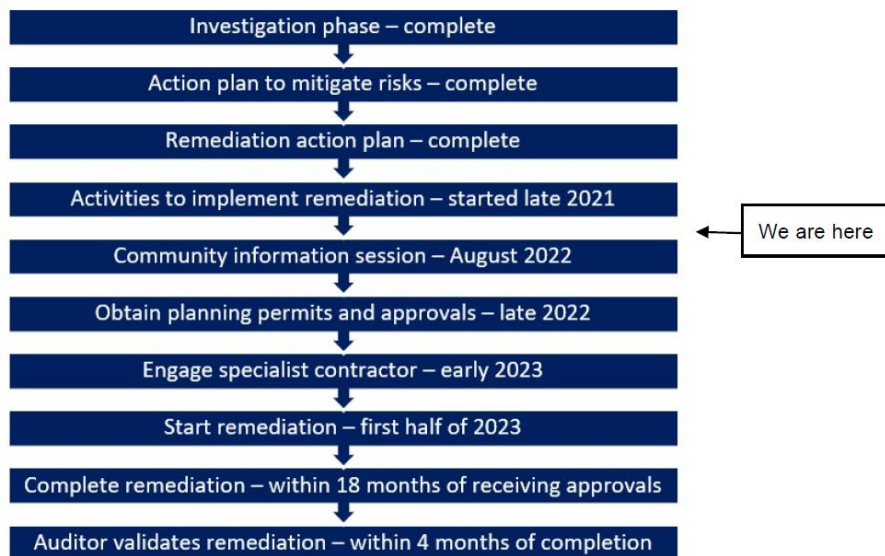 Investigation phase – complete
Action plan to mitigate risks – complete
Remediation action plan – complete
Activities to implement remediation – started late 2021
We are here
Community information session – August 2022
Obtain planning permits and approvals – late 2022
Engage specialist contractor – early 2023
Start remediation – first half of 2023
Complete remediation – within 18 months of receiving approvals
Auditor validates remediation – within 4 months of completion